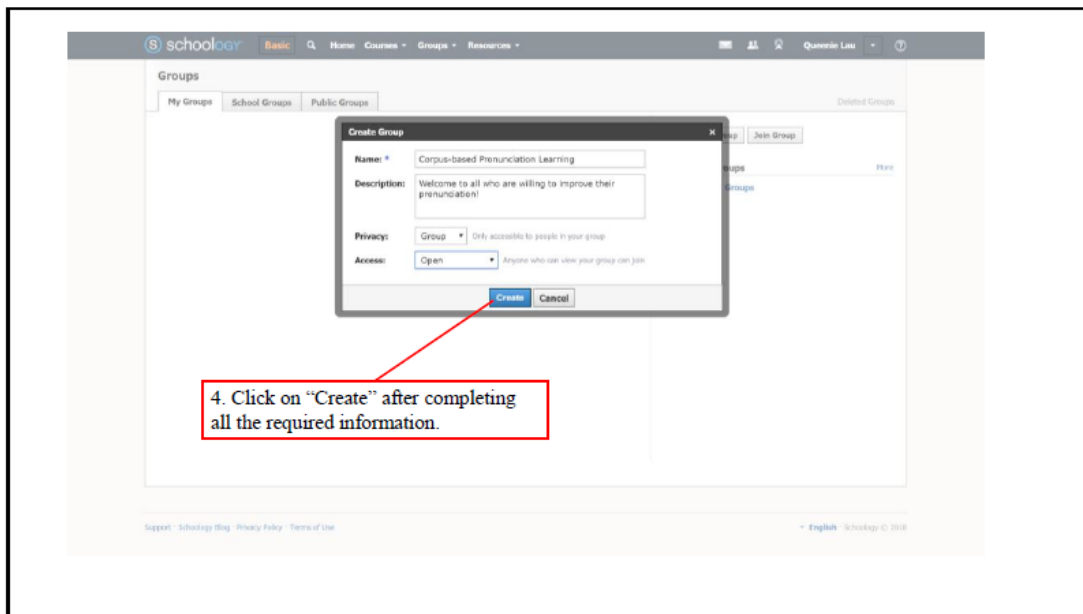 schoology Basic Home Courses Groups Resources Queenie Lau
Groups
My Groups School Groups Public Groups Deleted Groups
Create Group × Join Group
Name: * Corpus-based Pronunciation Learning
Groups More
Description: Welcome to all who are willing to improve their
pronunciation!
Privacy: Group Only accessible to people in your group
Access: Open Anyone who can view your group can join
Create Cancel
4. Click on “Create” after completing
all the required information.
Support · Schoology Blog · Privacy Policy · Terms of Use English Schoology © 2018